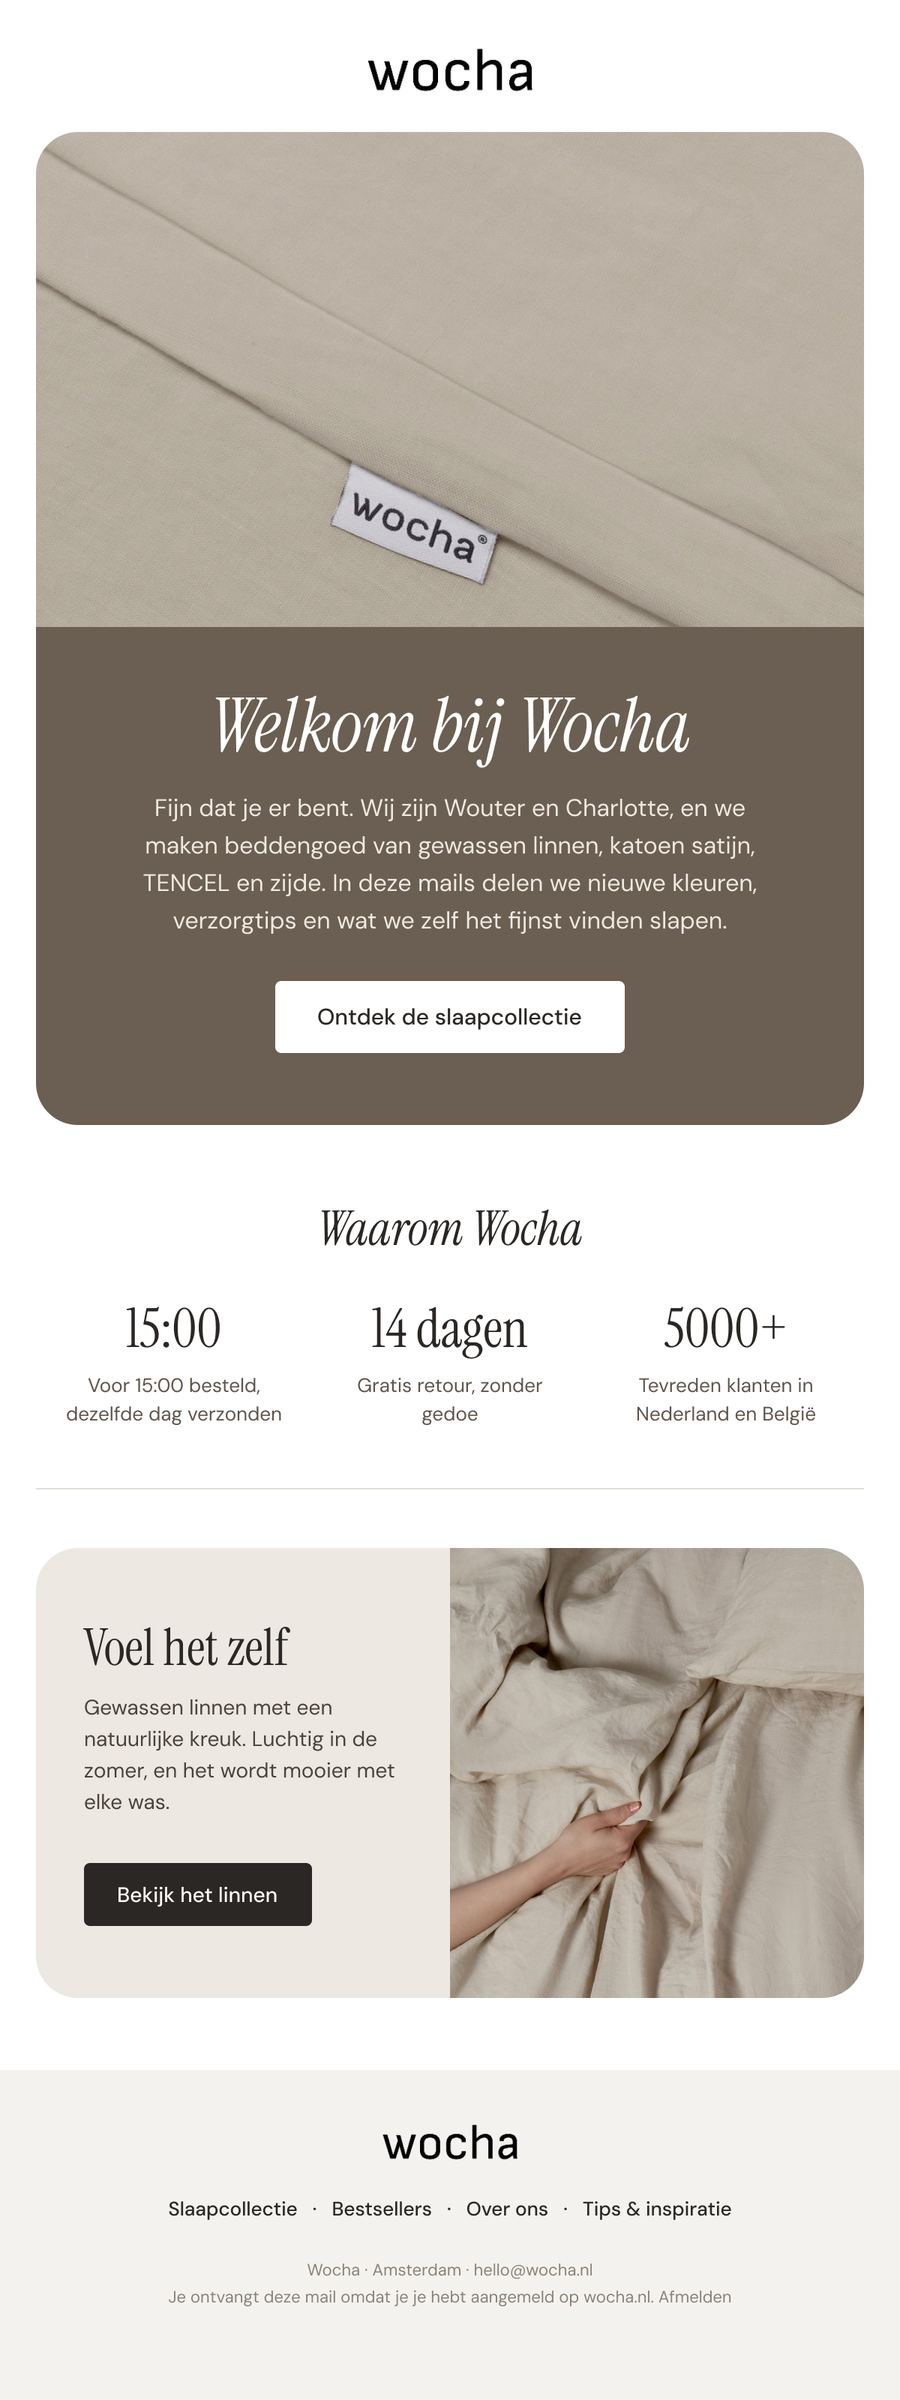 wocha
wocha®
Welkom bij Wocha
Fijn dat je er bent. Wij zijn Wouter en Charlotte, en we
maken beddengoed van gewassen linnen, katoen satijn,
TENCEL en zijde. In deze mails delen we nieuwe kleuren,
verzorgtips en wat we zelf het fijnst vinden slapen.
Ontdek de slaapcollectie
Waarom Wocha
15:00
Voor 15:00 besteld,
dezelfde dag verzonden
14 dagen
Gratis retour, zonder
gedoe
5000+
Tevreden klanten in
Nederland en België
Voel het zelf
Gewassen linnen met een
natuurlijke kreuk. Luchtig in de
zomer, en het wordt mooier met
elke was.
Bekijk het linnen
wocha
Slaapcollectie · Bestsellers · Over ons · Tips & inspiratie
Wocha · Amsterdam · hello@wocha.nl
Je ontvangt deze mail omdat je je hebt aangemeld op wocha.nl. Afmelden